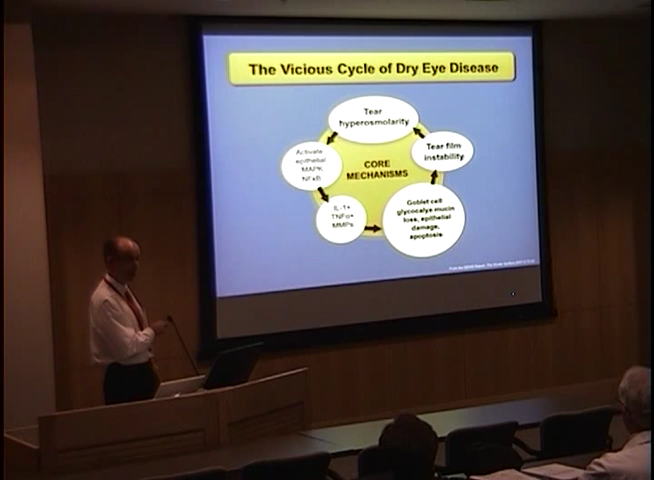 The Vicious Cycle of Dry Eye Disease
Tear
hyperosmolarity
Activate
epithelial
MAPK
NFκB
CORE
MECHANISMS
Tear film
instability
IL-1+
TNFα+
MMPs
Goblet cell
glycocalyx mucin
loss, epithelial
damage,
apoptosis